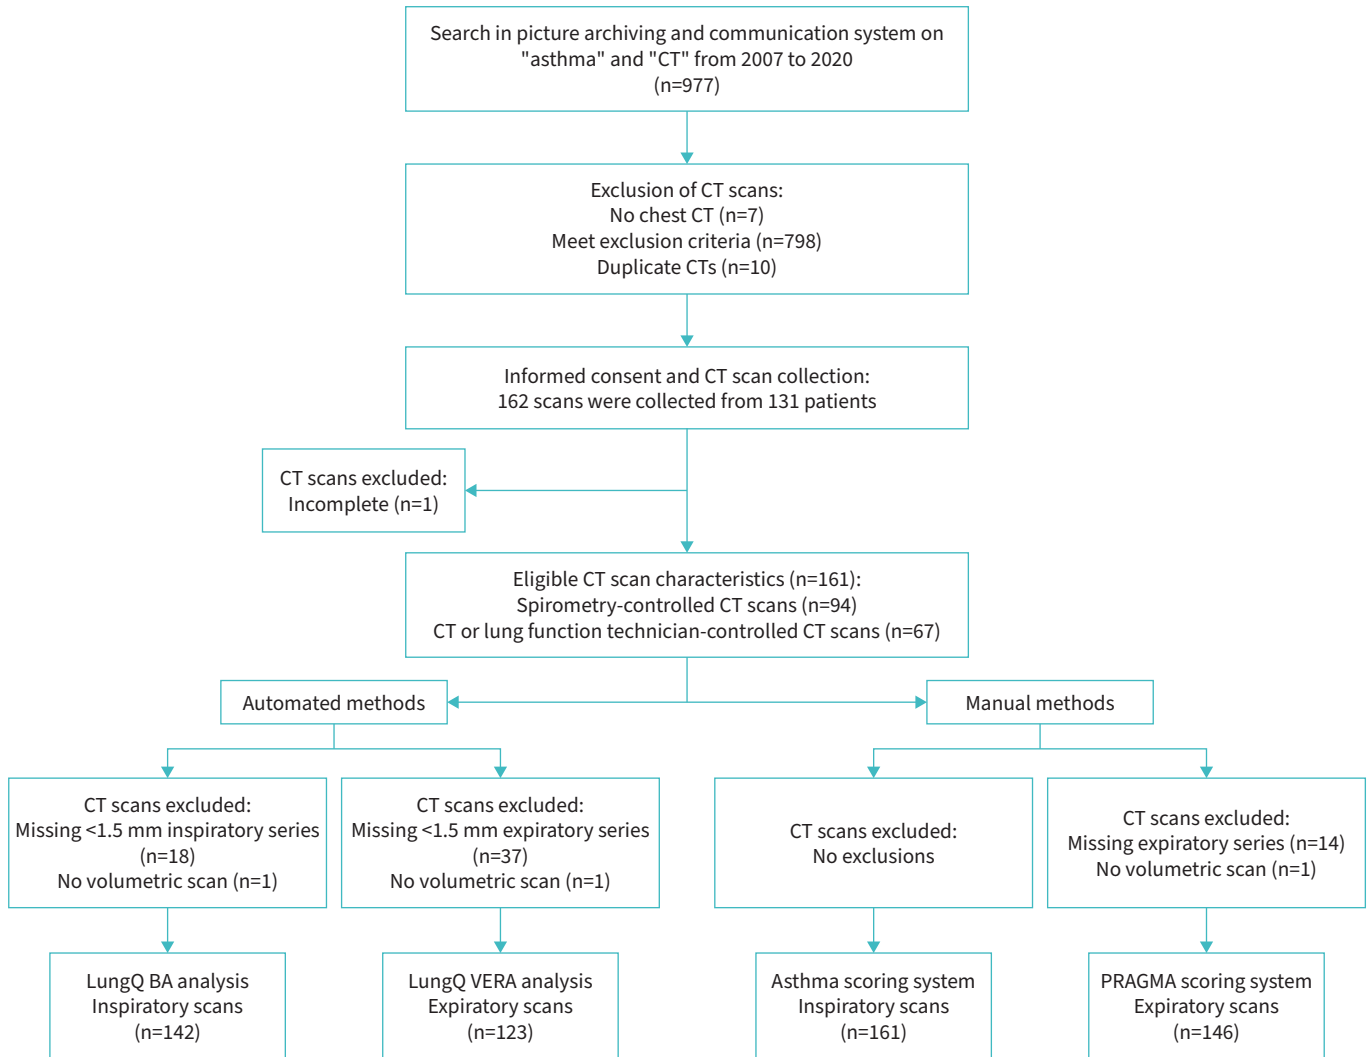 Search in picture archiving and communication system on
"asthma" and "CT" from 2007 to 2020
(n=977)
Exclusion of CT scans:
No chest CT (n=7)
Meet exclusion criteria (n=798)
Duplicate CTs (n=10)
Informed consent and CT scan collection:
162 scans were collected from 131 patients
CT scans excluded:
Incomplete (n=1)
Eligible CT scan characteristics (n=161):
Spirometry-controlled CT scans (n=94)
CT or lung function technician-controlled CT scans (n=67)
Automated methods
Manual methods
CT scans excluded:
Missing <1.5 mm inspiratory series
(n=18)
No volumetric scan (n=1)
CT scans excluded:
Missing <1.5 mm expiratory series
(n=37)
No volumetric scan (n=1)
CT scans excluded:
No exclusions
CT scans excluded:
Missing expiratory series (n=14)
No volumetric scan (n=1)
LungQ BA analysis
Inspiratory scans
(n=142)
LungQ VERA analysis
Expiratory scans
(n=123)
Asthma scoring system
Inspiratory scans
(n=161)
PRAGMA scoring system
Expiratory scans
(n=146)